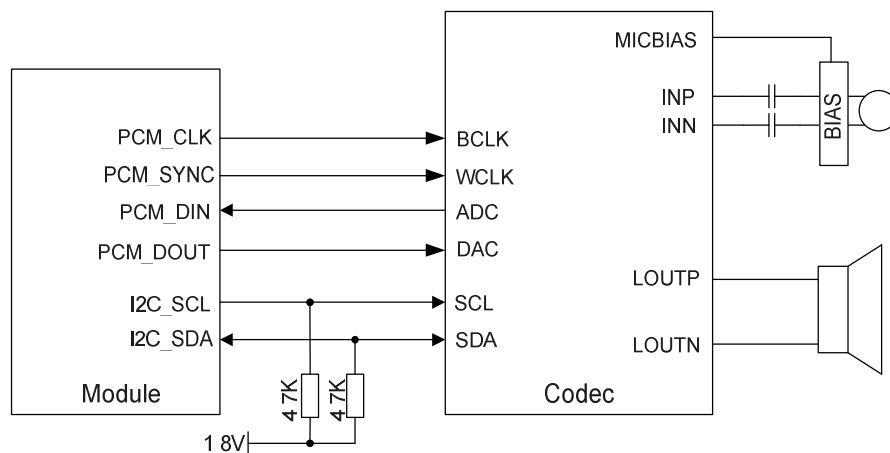 MICBIAS
INP
INN
BIAS
PCM_CLK
PCM_SYNC
PCM_DIN
PCM_DOUT
I2C_SCL
I2C_SDA
Module
BCLK
WCLK
ADC
DAC
SCL
SDA
LOUTP
LOUTN
Codec
4 7K
4 7K
1 8V